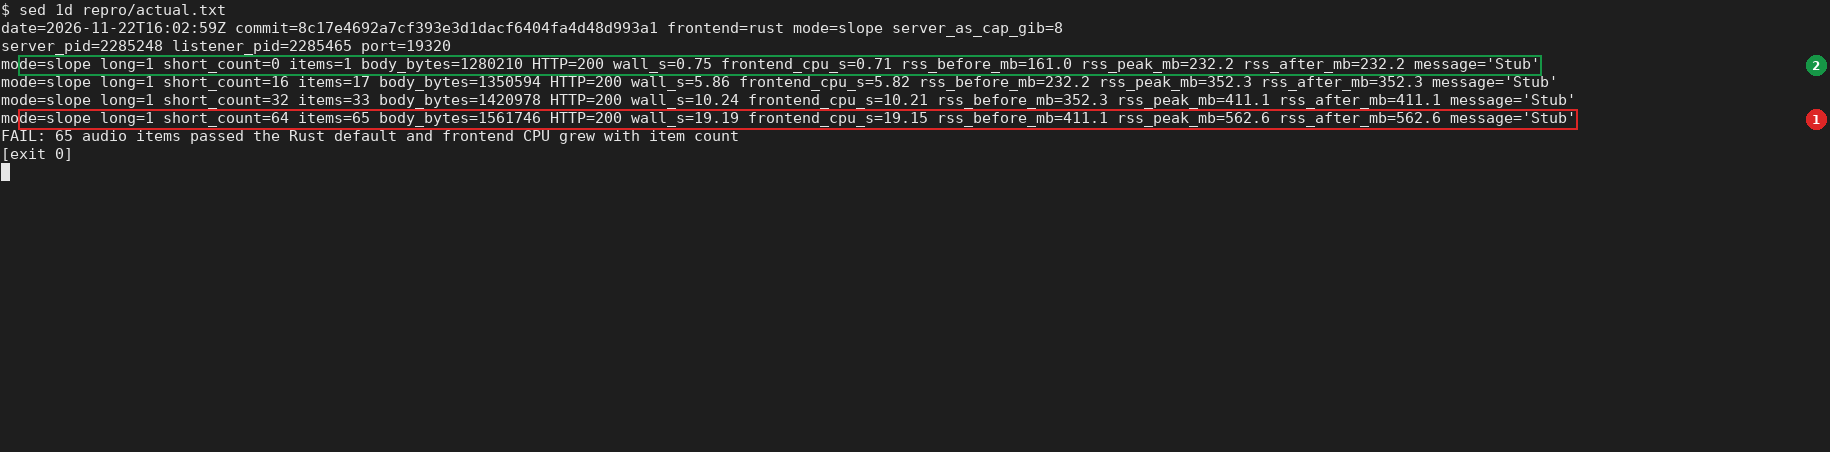 $ sed 1d repro/actual.txt
date=2026-11-22T16:02:59Z commit=8c17e4692a7cf393e3d1dacf6404fa4d48d993a1 frontend=rust mode=slope server_as_cap_gib=8
server_pid=2285248 listener_pid=2285465 port=19320
mode=slope long=1 short_count=0 items=1 body_bytes=1280210 HTTP=200 wall_s=0.75 frontend_cpu_s=0.71 rss_before_mb=161.0 rss_peak_mb=232.2 rss_after_mb=232.2 message='Stub' 2
mode=slope long=1 short_count=16 items=17 body_bytes=1350594 HTTP=200 wall_s=5.86 frontend_cpu_s=5.82 rss_before_mb=232.2 rss_peak_mb=352.3 rss_after_mb=352.3 message='Stub'
mode=slope long=1 short_count=32 items=33 body_bytes=1420978 HTTP=200 wall_s=10.24 frontend_cpu_s=10.21 rss_before_mb=352.3 rss_peak_mb=411.1 rss_after_mb=411.1 message='Stub'
mode=slope long=1 short_count=64 items=65 body_bytes=1561746 HTTP=200 wall_s=19.19 frontend_cpu_s=19.15 rss_before_mb=411.1 rss_peak_mb=562.6 rss_after_mb=562.6 message='Stub' 1
FAIL: 65 audio items passed the Rust default and frontend CPU grew with item count
[exit 0]